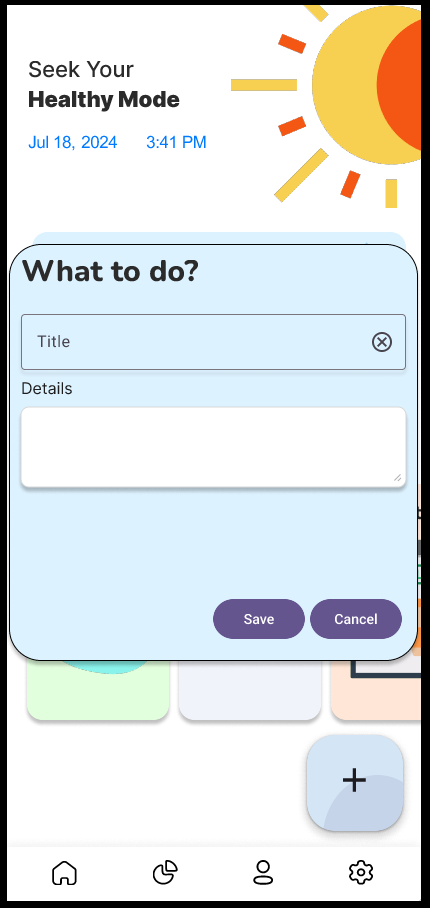 Seek Your
Healthy Mode
Jul 18, 2024 3:41 PM
What to do?
Title
Details
Save Cancel